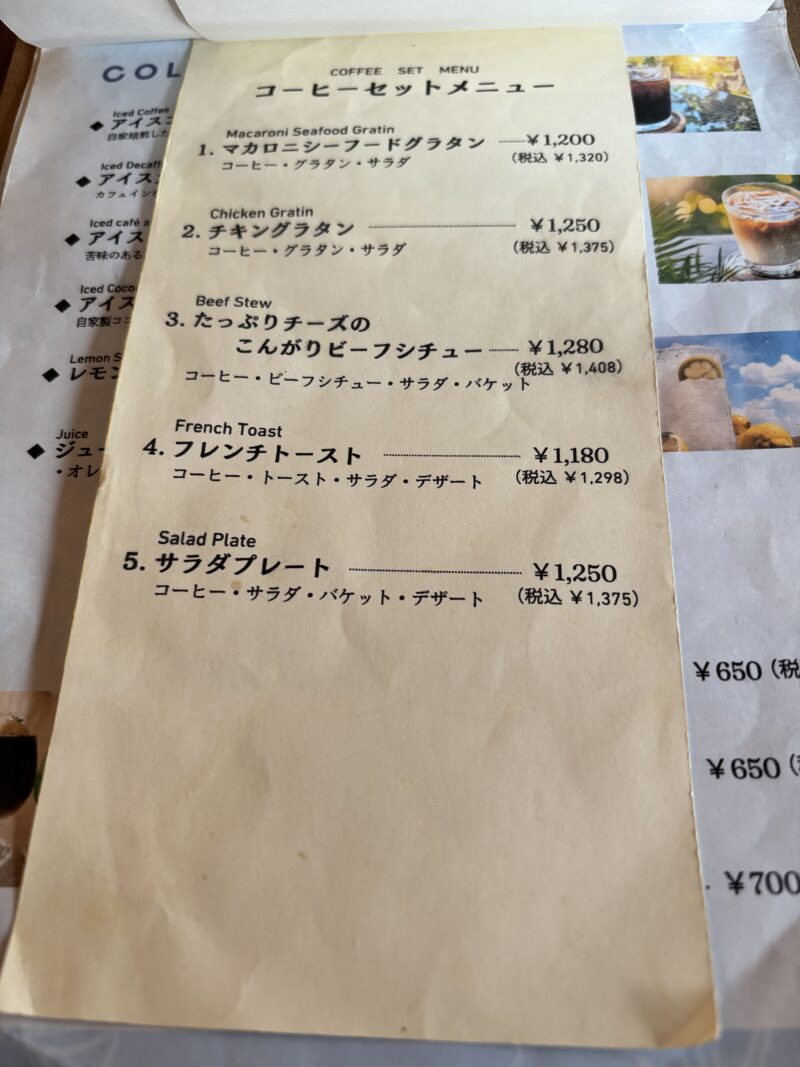 COFFEE SET MENU
コーヒーセットメニュー
Macaroni Seafood Gratin
1. マカロニシーフードグラタン ¥1,200
コーヒー・グラタン・サラダ (税込 ¥1,320)
Chicken Gratin
2. チキングラタン ¥1,250
コーヒー・グラタン・サラダ (税込 ¥1,375)
Beef Stew
3. たっぷりチーズの
こんがりビーフシチュー ¥1,280
(税込 ¥1,408)
コーヒー・ビーフシチュー・サラダ・バケット
French Toast
4. フレンチトースト ¥1,180
コーヒー・トースト・サラダ・デザート (税込 ¥1,298)
Salad Plate
5. サラダプレート ¥1,250
コーヒー・サラダ・バケット・デザート (税込 ¥1,375)
COL
Iced Coffee
◆ アイスコ
自家焙煎した
Iced Decaff
◆ アイス
カフェイン
Iced café a
◆ アイス
苦味のある
Iced Cocoa
◆ アイス
自家製ココ
Lemon S
◆ レモン
Juice
◆ ジュー
・オレ
¥650 (税
¥650 (
¥700